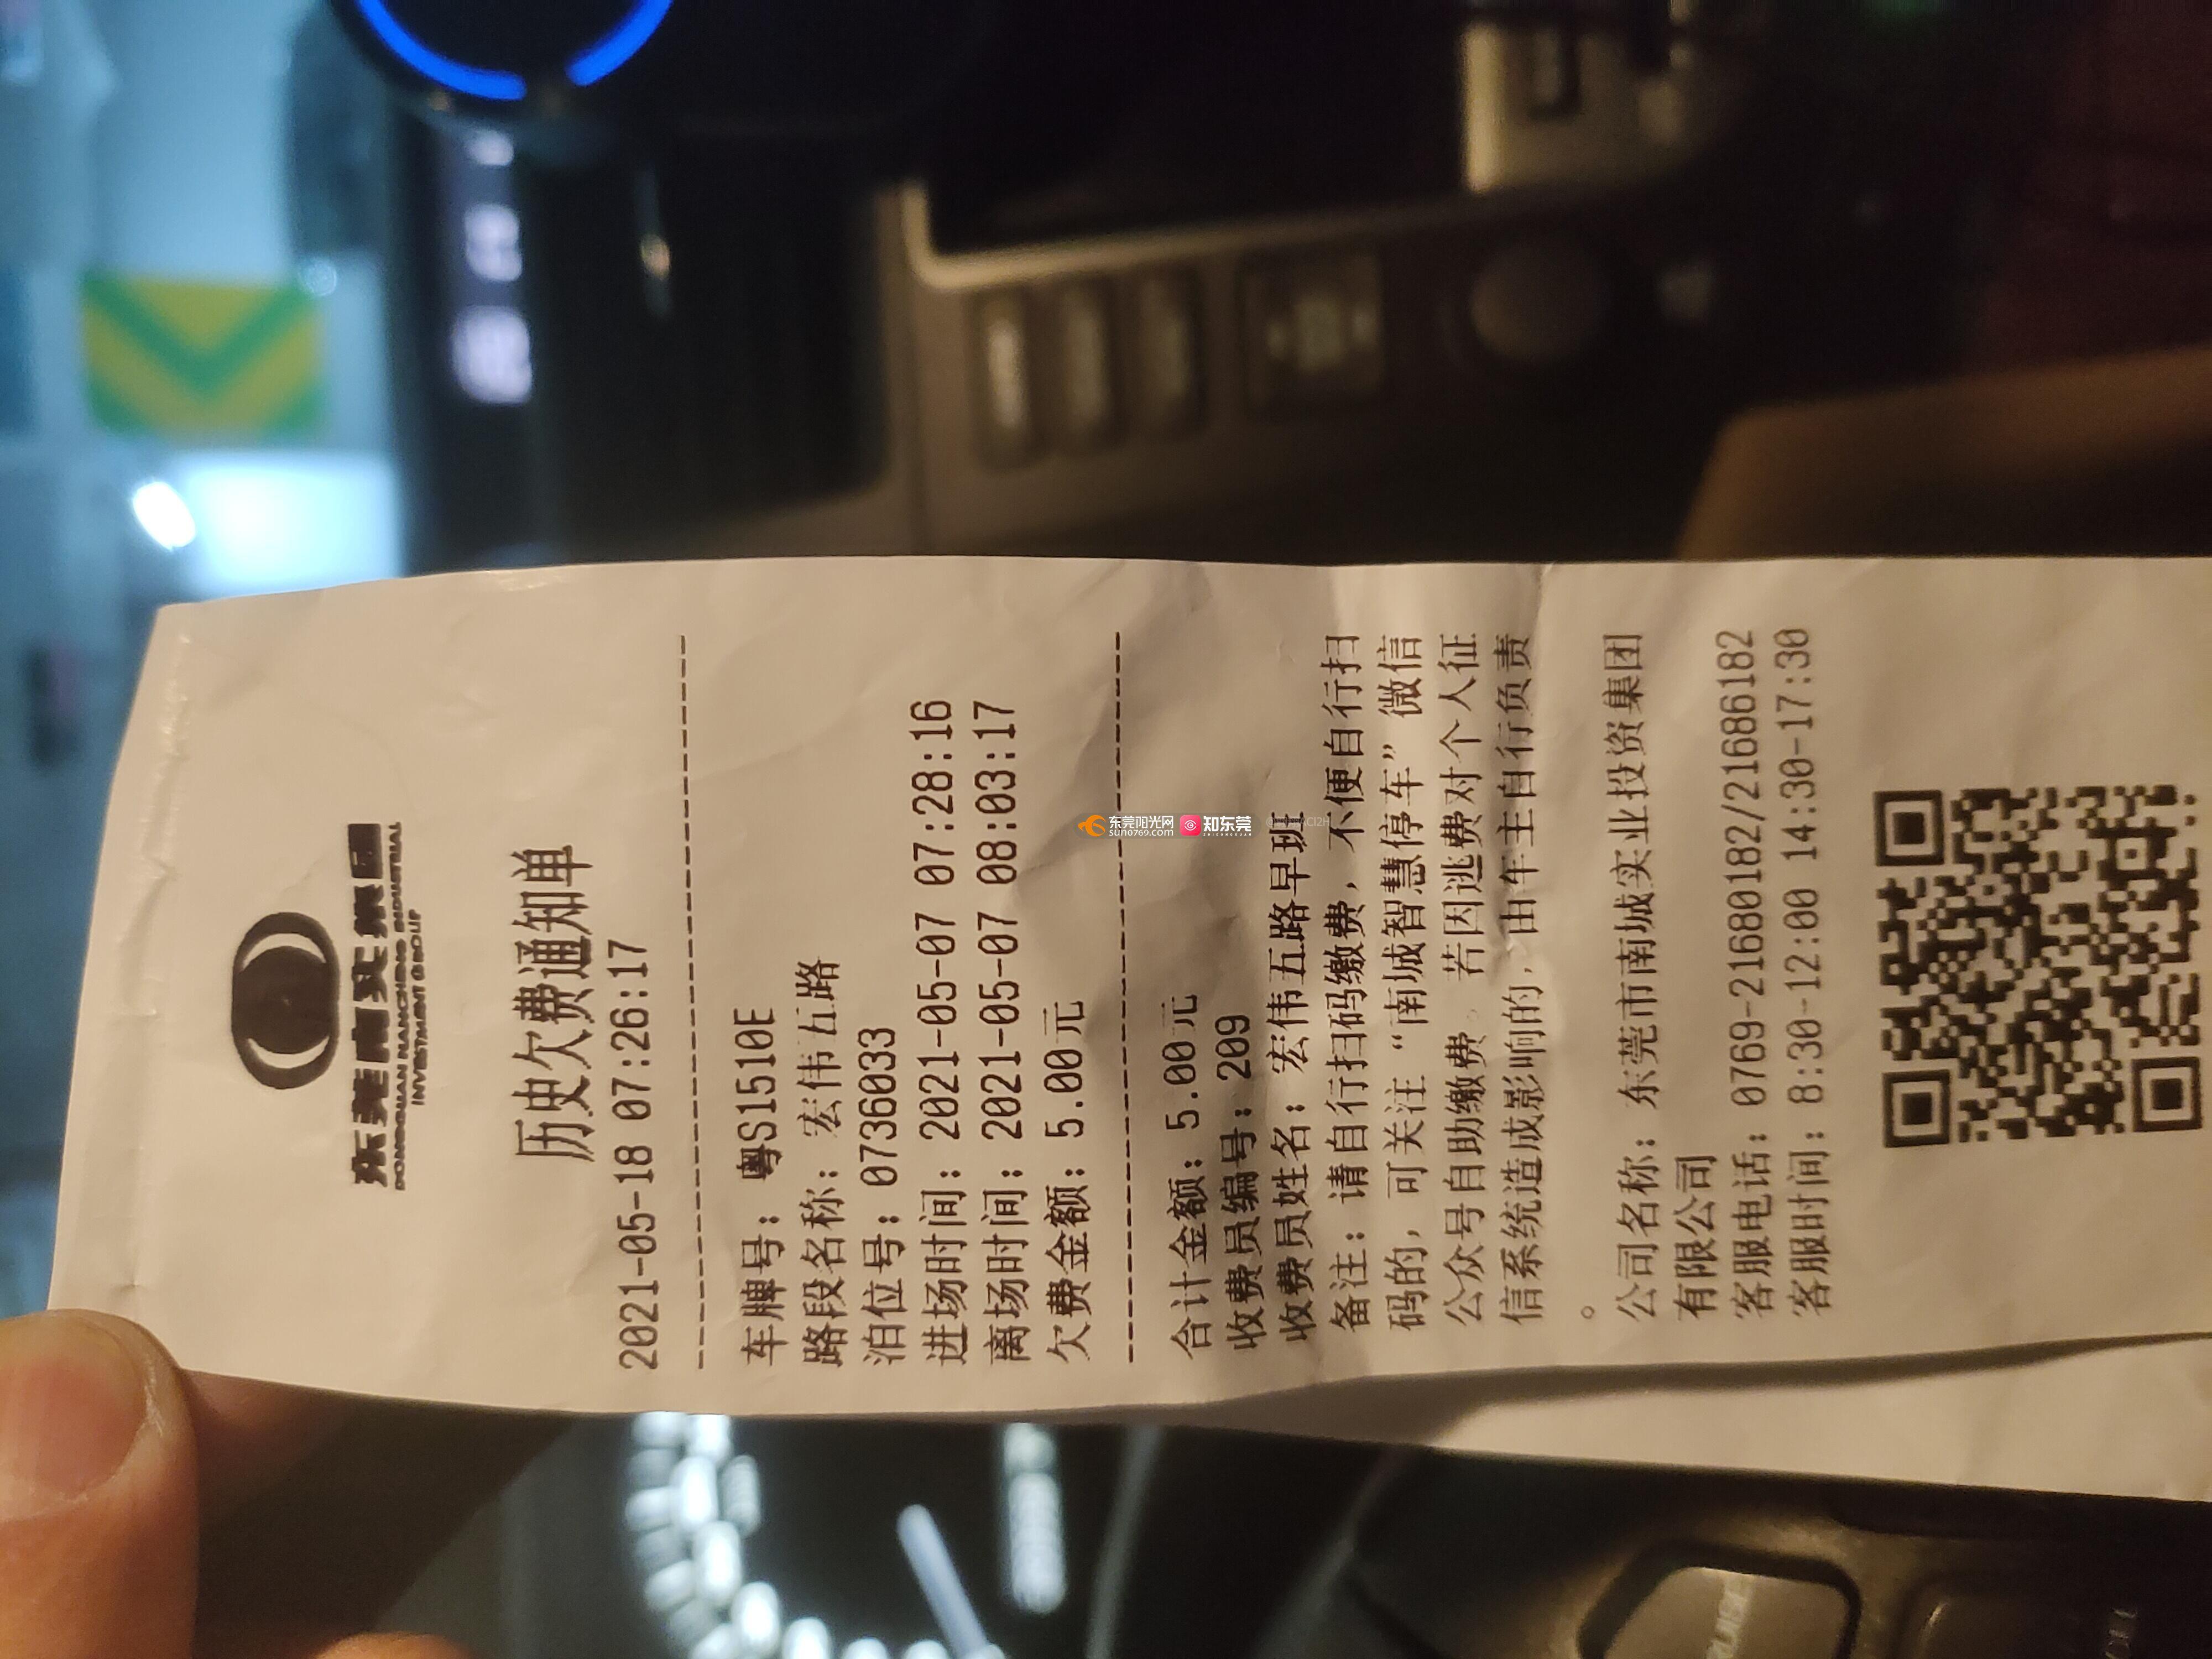 东莞南实集团
DONGGUAN NANCHENG INDUSTRIAL
INVESTMENT GROUP
历史欠费通知单
2021-05-18 07:26:17
车牌号：粤S1510E
路段名称：宏伟五路
泊位号：0736033
进场时间：2021-05-07 07:28:16
离场时间：2021-05-07 08:03:17
欠费金额：5.00元
合计金额：5.00元
收费员编号：209
收费员姓名：宏伟五路早班
备注：请自行扫码缴费，不便自行扫
码的，可关注“南城智慧停车”微信
公众号自助缴费。若因逃费对个人征
信系统造成影响的，由车主自行负责
。
公司名称：东莞市南城实业投资集团
有限公司
客服电话：0769-21680182/21686182
客服时间：8:30-12:00 14:30-17:30
东莞阳光网
sun0769.com
知东莞